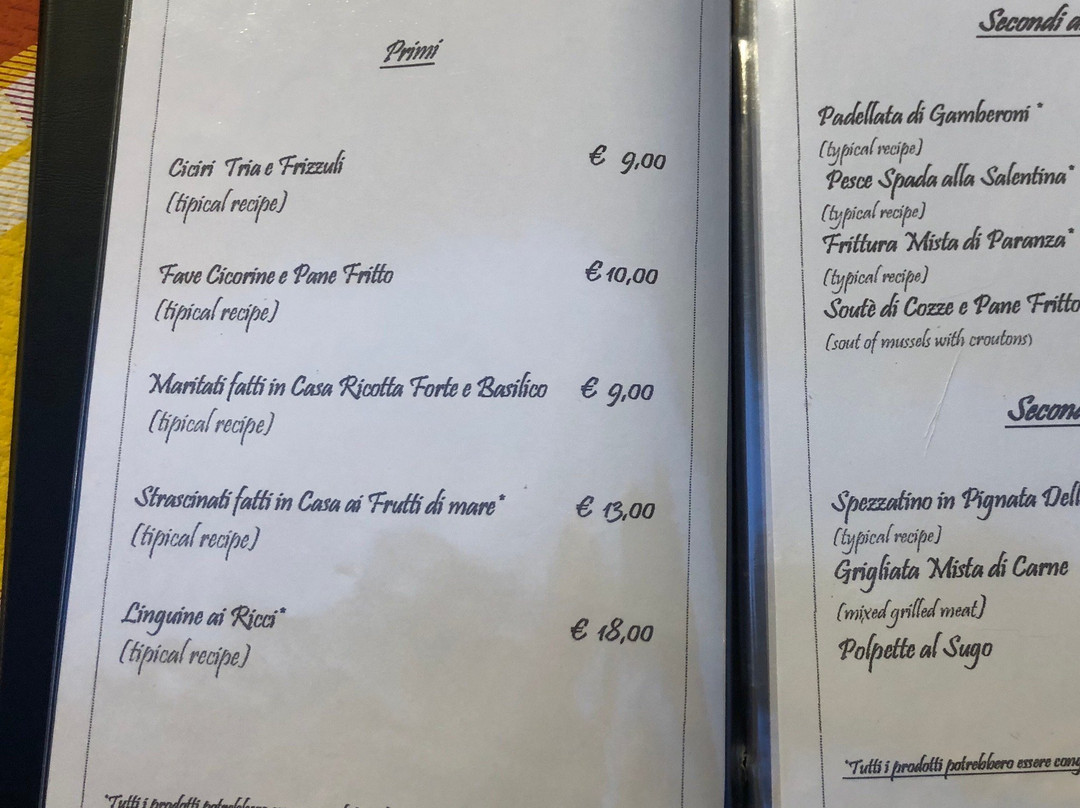 Primi
Ciciri Tria e Frizzuli € 9,00
(tipical recipe)
Fave Cicorine e Pane Fritto € 10,00
(tipical recipe)
Maritati fatti in Casa Ricotta Forte e Basilico € 9,00
(tipical recipe)
Strascinati fatti in Casa ai Frutti di mare* € 13,00
(tipical recipe)
Linguine ai Ricci* € 18,00
(tipical recipe)
*Tutti i prodotti
Secondi
Padellata di Gamberoni *
(typical recipe)
Pesce Spada alla Salentina*
(typical recipe)
Frittura Mista di Paranza*
(typical recipe)
Soutè di Cozze e Pane Fritto
(sout of mussels with croutons)
Spezzatino in Pignata
(typical recipe)
Grigliata Mista di Carne
(mixed grilled meat)
Polpette al Sugo
*Tutti i prodotti potrebbero essere